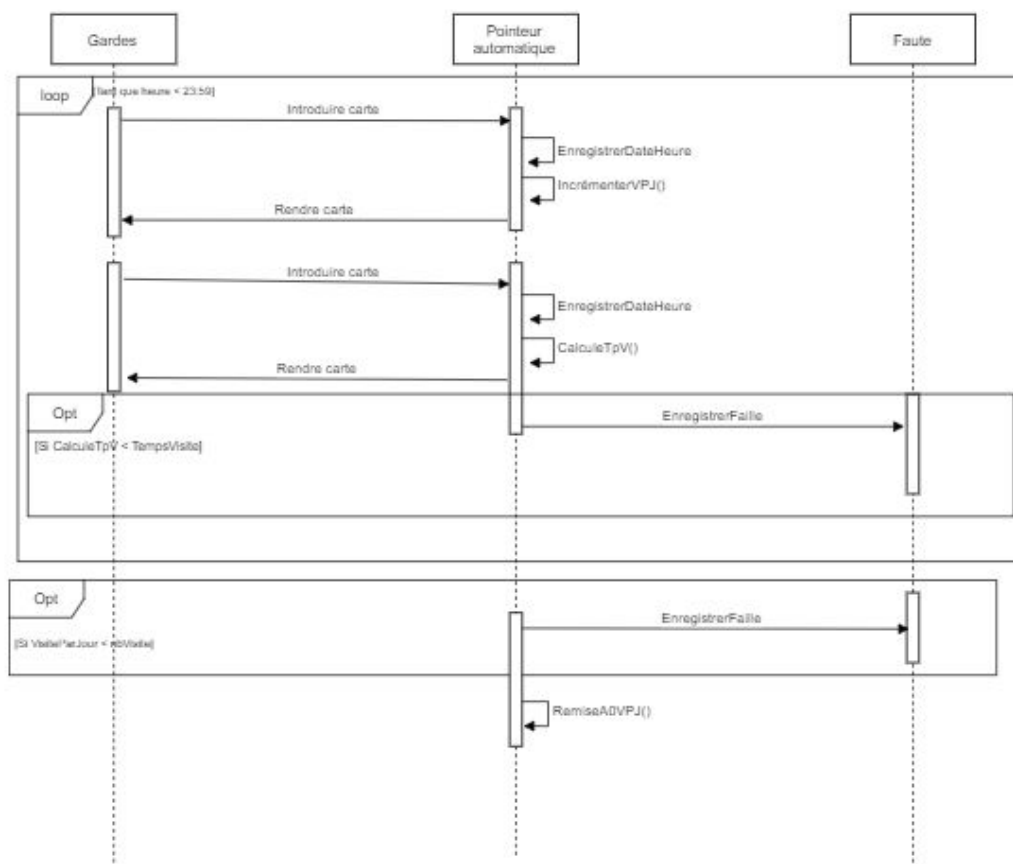 Gardes
Pointeur
automatique
Faute
loop
[Tant que heure < 23:59]
Introduire carte
EnregistrerDateHeure
IncrémenterVPJ()
Rendre carte
Introduire carte
EnregistrerDateHeure
CalculeTpV()
Rendre carte
Opt
EnregistrerFaille
[Si CalculeTpV < TempsVisite]
Opt
EnregistrerFaille
[Si VisiteParJour < nbVisite]
RemiseA0VPJ()